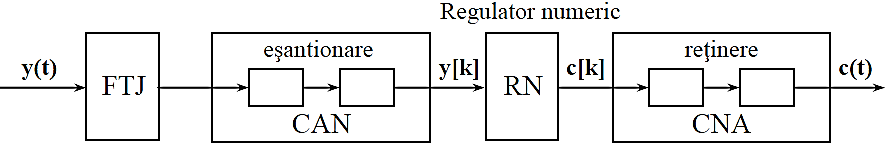 Regulator numeric
eşantionare
reţinere
y(t)
FTJ
y[k]
RN
c[k]
c(t)
CAN
CNA